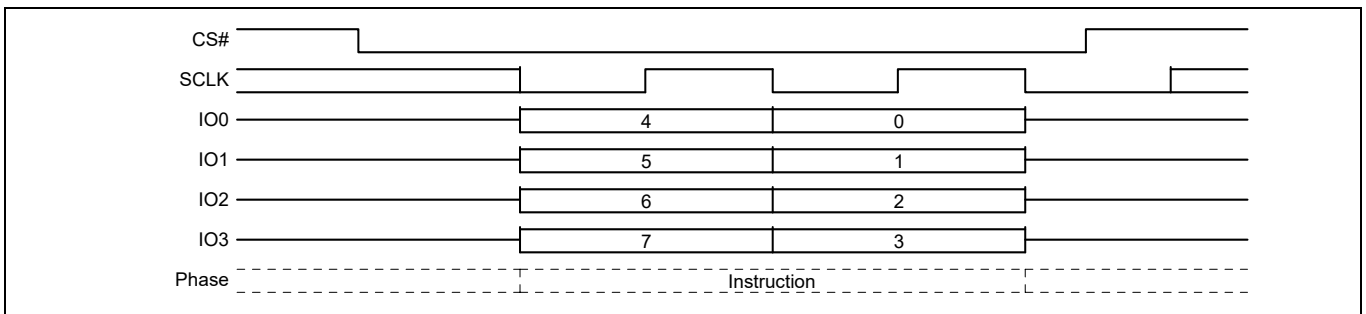 CS#
SCLK
IO0 4 0
IO1 5 1
IO2 6 2
IO3 7 3
Phase Instruction